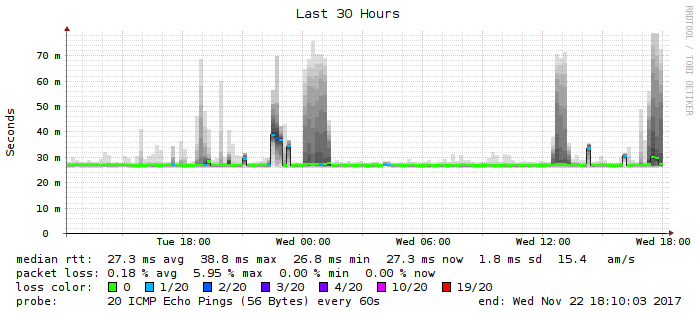 Last 30 Hours
RRDTOOL / TOBI OETIKER
Seconds
70 m
60 m
50 m
40 m
30 m
20 m
10 m
0
Tue 18:00 Wed 00:00 Wed 06:00 Wed 12:00 Wed 18:00
median rtt: 27.3 ms avg 38.8 ms max 26.8 ms min 27.3 ms now 1.8 ms sd 15.4 am/s
packet loss: 0.18 % avg 5.95 % max 0.00 % min 0.00 % now
loss color: 0 1/20 2/20 3/20 4/20 10/20 19/20
probe: 20 ICMP Echo Pings (56 Bytes) every 60s end: Wed Nov 22 18:10:03 2017